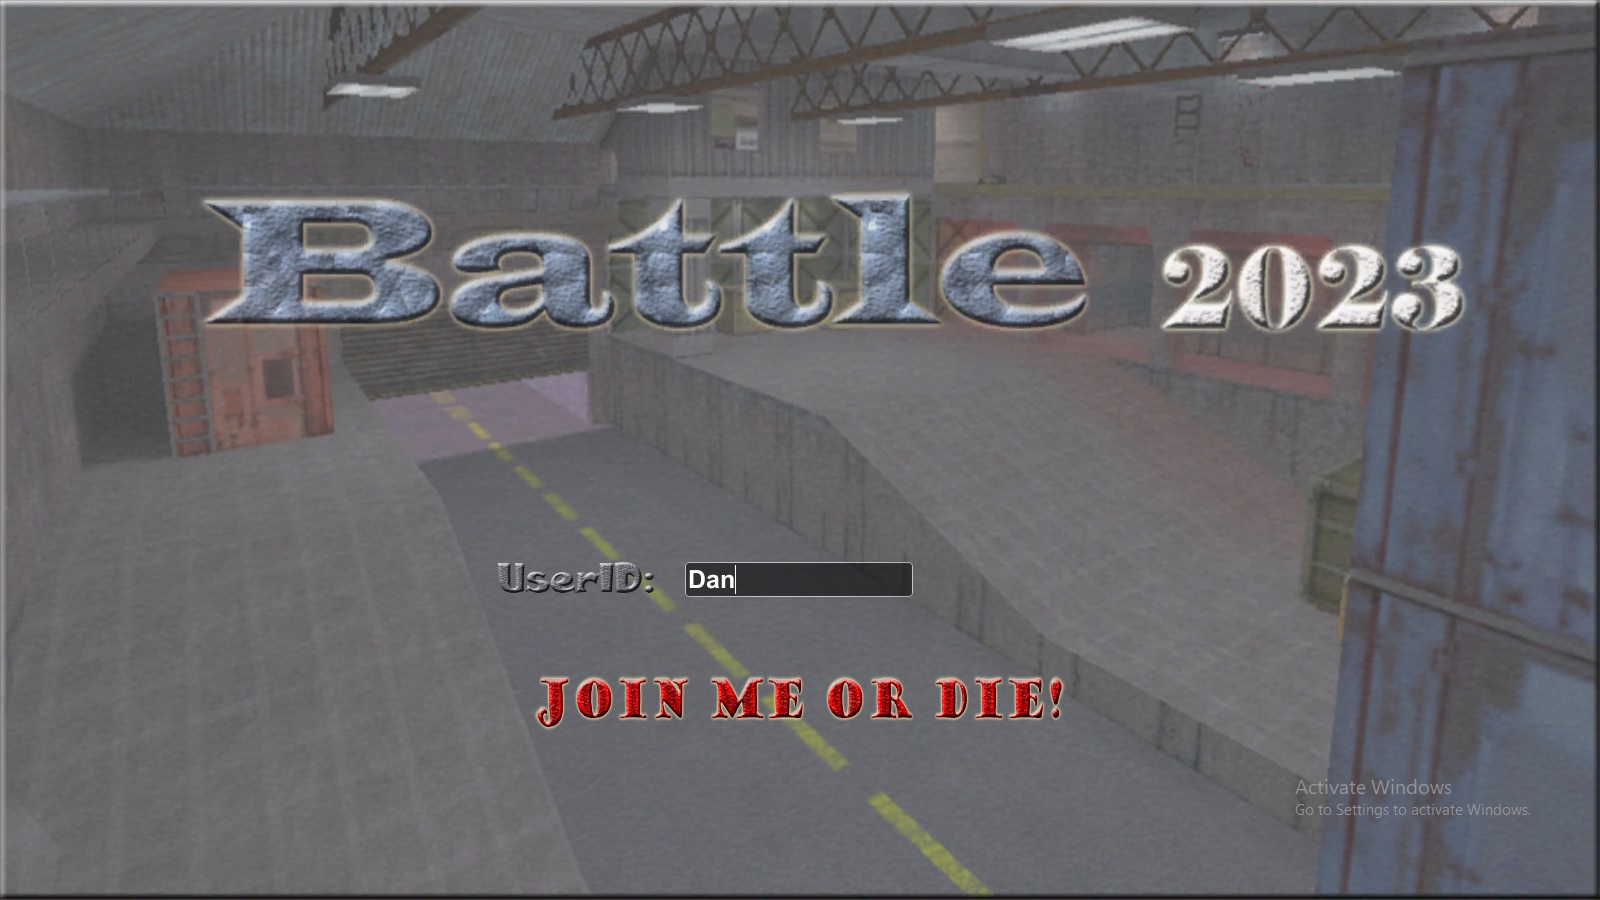 Battle 2023
UserID: Dan
JOIN ME OR DIE!
Activate Windows
Go to Settings to activate Windows.